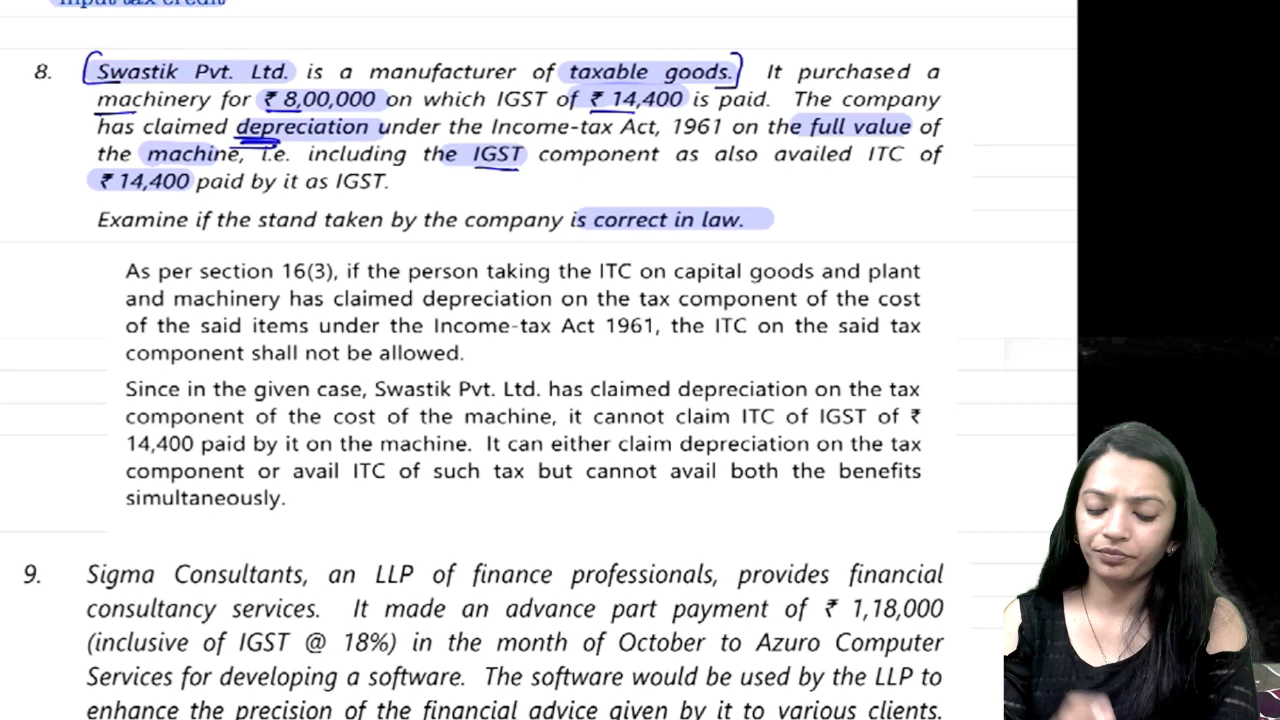 Input tax credit
8. Swastik Pvt. Ltd. is a manufacturer of taxable goods. It purchased a
machinery for ₹ 8,00,000 on which IGST of ₹ 14,400 is paid. The company
has claimed depreciation under the Income-tax Act, 1961 on the full value of
the machine, i.e. including the IGST component as also availed ITC of
₹ 14,400 paid by it as IGST.
Examine if the stand taken by the company is correct in law.
As per section 16(3), if the person taking the ITC on capital goods and plant
and machinery has claimed depreciation on the tax component of the cost
of the said items under the Income-tax Act 1961, the ITC on the said tax
component shall not be allowed.
Since in the given case, Swastik Pvt. Ltd. has claimed depreciation on the tax
component of the cost of the machine, it cannot claim ITC of IGST of ₹
14,400 paid by it on the machine. It can either claim depreciation on the tax
component or avail ITC of such tax but cannot avail both the benefits
simultaneously.
9. Sigma Consultants, an LLP of finance professionals, provides financial
consultancy services. It made an advance part payment of ₹ 1,18,000
(inclusive of IGST @ 18%) in the month of October to Azuro Computer
Services for developing a software. The software would be used by the LLP to
enhance the precision of the financial advice given by it to various clients.